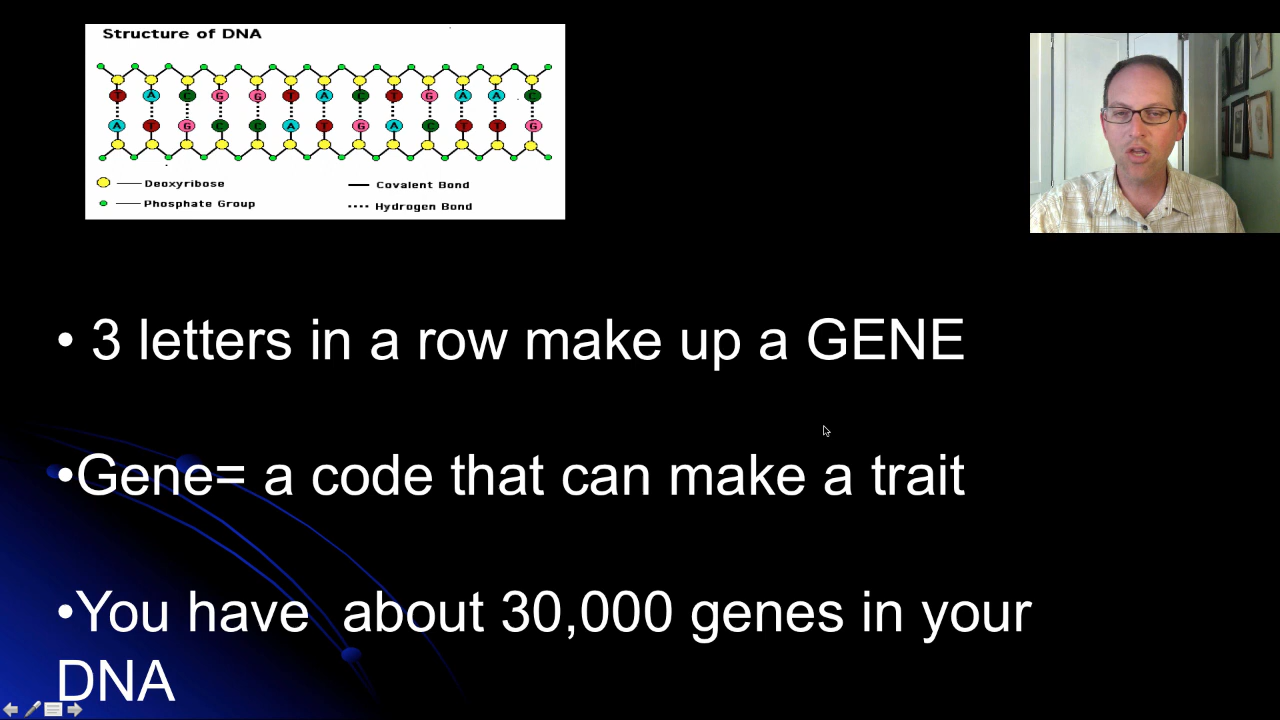 Structure of DNA
T A C G G T A C T G A A C
A T G C C A T G A C T T G
Deoxyribose Covalent Bond
Phosphate Group Hydrogen Bond
• 3 letters in a row make up a GENE
•Gene= a code that can make a trait
•You have about 30,000 genes in your
DNA